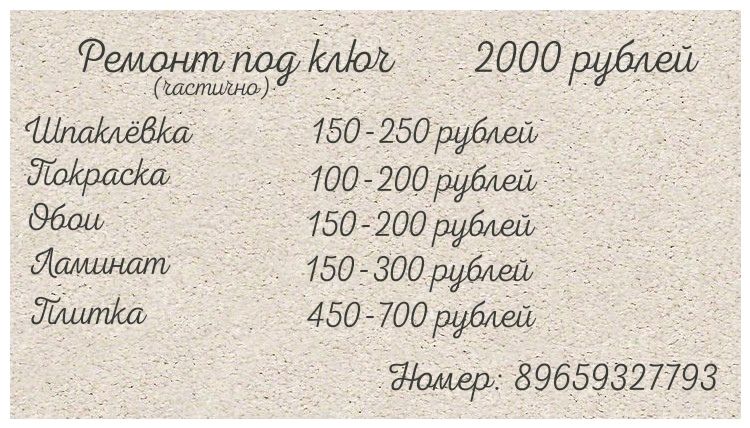 Ремонт под ключ 2000 рублей
(частично)
Шпаклёвка 150-250 рублей
Покраска 100-200 рублей
Обои 150-200 рублей
Ламинат 150-300 рублей
Плитка 450-700 рублей
Номер: 89659327793